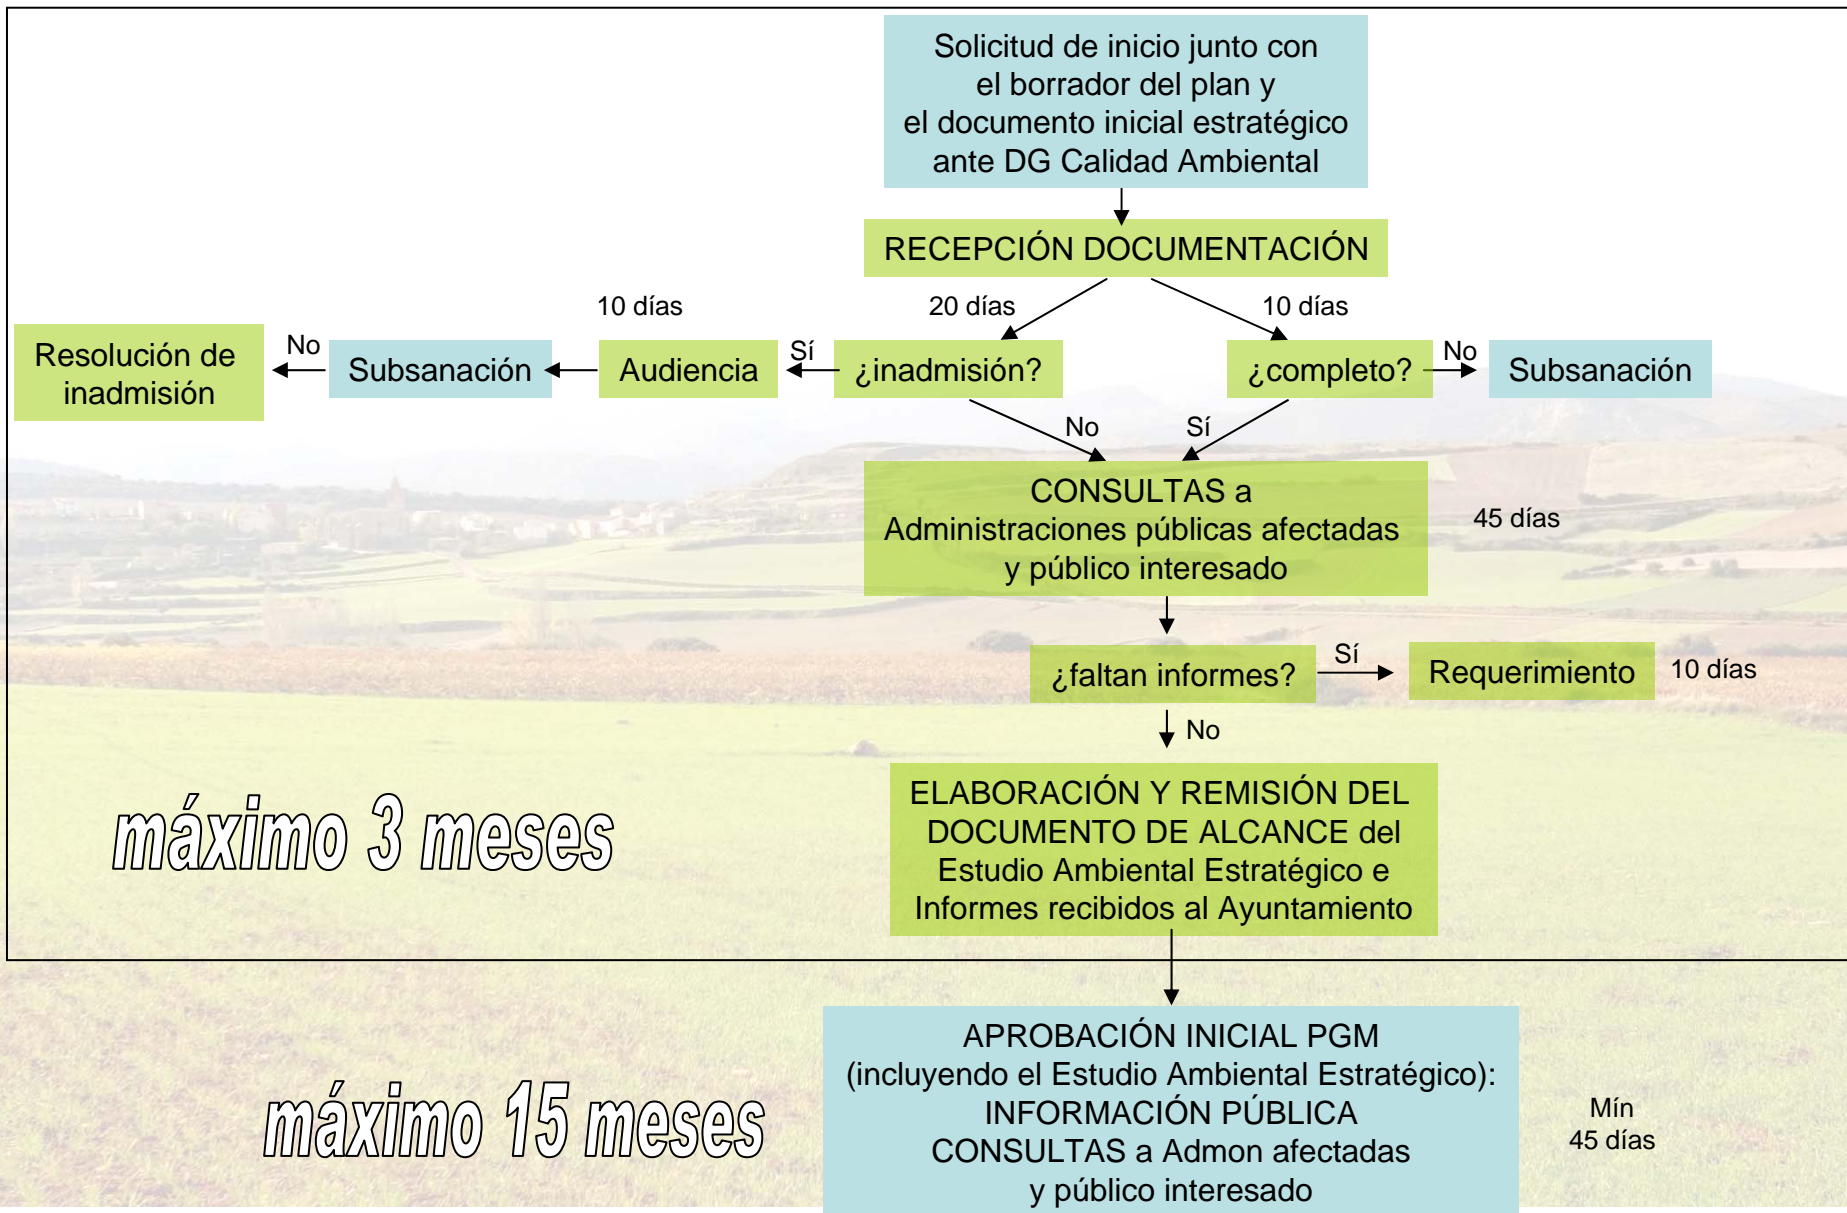 Solicitud de inicio junto con
el borrador del plan y
el documento inicial estratégico
ante DG Calidad Ambiental
RECEPCIÓN DOCUMENTACIÓN
10 días
20 días
10 días
Resolución de
inadmisión
No
Subsanación
Audiencia
Sí
¿inadmisión?
¿completo?
No
Subsanación
No
Sí
CONSULTAS a
Administraciones públicas afectadas
y público interesado
45 días
¿faltan informes?
Sí
Requerimiento
10 días
No
ELABORACIÓN Y REMISIÓN DEL
DOCUMENTO DE ALCANCE del
Estudio Ambiental Estratégico e
Informes recibidos al Ayuntamiento
máximo 3 meses
APROBACIÓN INICIAL PGM
(incluyendo el Estudio Ambiental Estratégico):
INFORMACIÓN PÚBLICA
CONSULTAS a Admon afectadas
y público interesado
máximo 15 meses
Mín
45 días